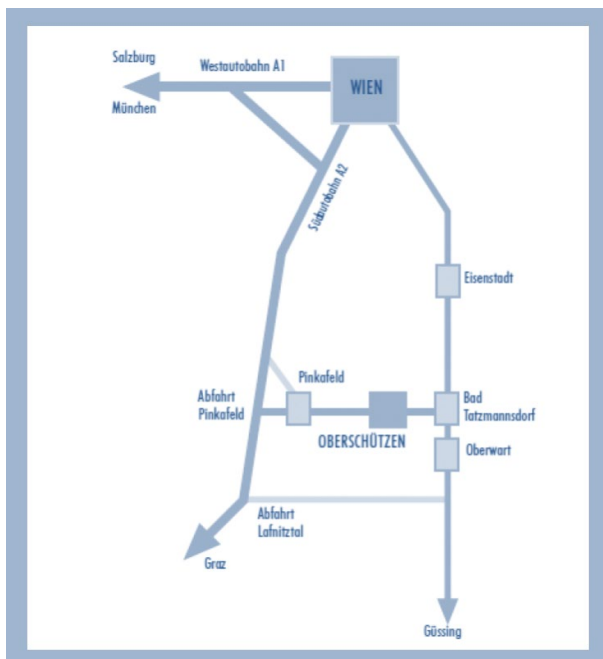 Salzburg
Westautobahn A1
WIEN
München
Südautobahn A2
Eisenstadt
Pinkafeld
Abfahrt
Pinkafeld
Bad
Tatzmannsdorf
OBERSCHÜTZEN
Oberwart
Abfahrt
Lafnitztal
Graz
Güssing